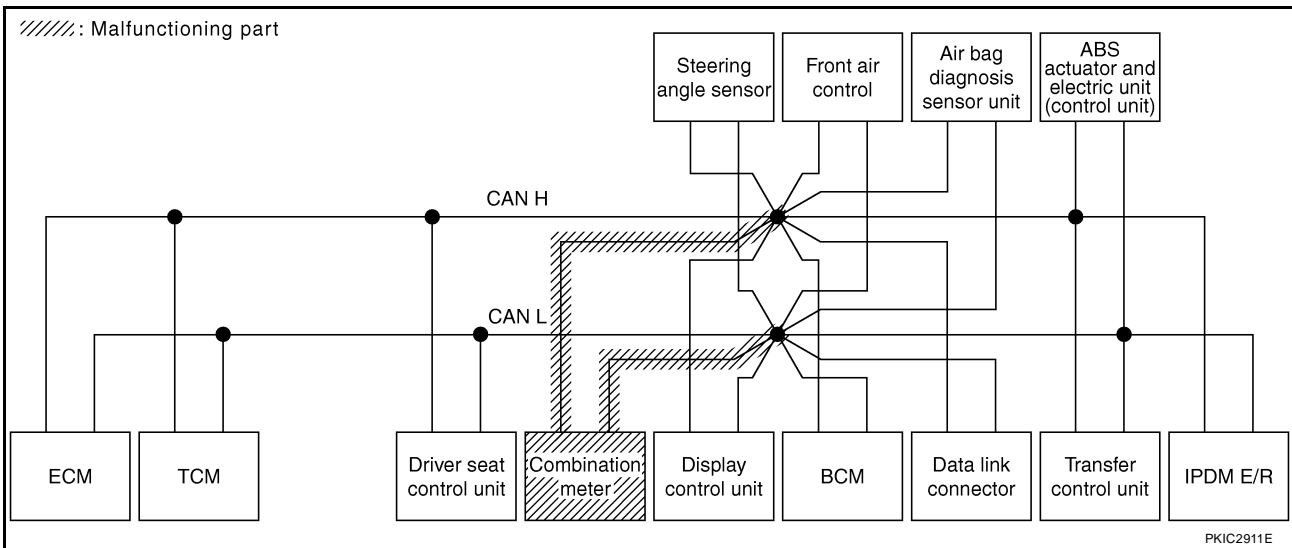 : Malfunctioning part
Steering
angle sensor
Front air
control
Air bag
diagnosis
sensor unit
ABS
actuator and
electric unit
(control unit)
CAN H
CAN L
ECM
TCM
Driver seat
control unit
Combination
meter
Display
control unit
BCM
Data link
connector
Transfer
control unit
IPDM E/R
PKIC2911E